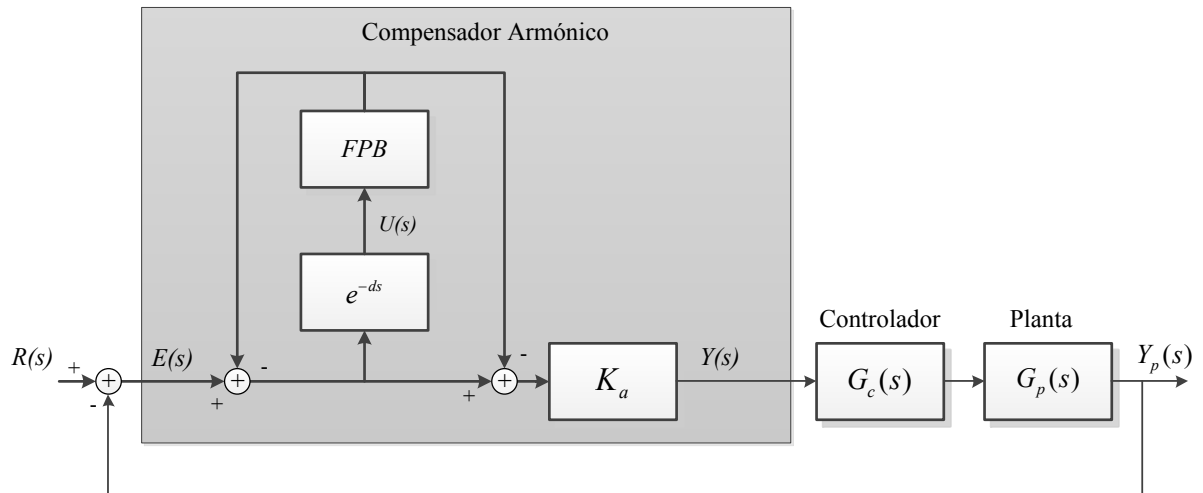 Compensador Armónico
FPB
U(s)
e^{-ds}
Controlador
Planta
R(s)
+
+
-
E(s)
+
+
-
+
+
-
K_a
Y(s)
G_c(s)
G_p(s)
Y_p(s)